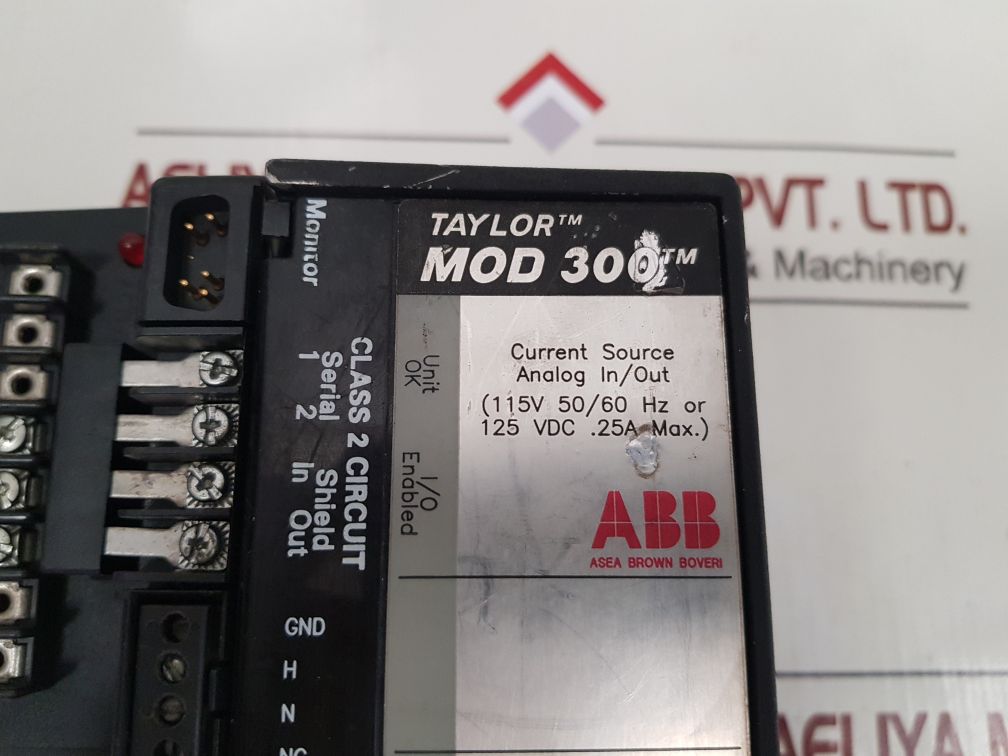 PVT. LTD.
& Machinery
TAYLOR™
MOD 300™
Current Source
Analog In/Out
(115V 50/60 Hz or
125 VDC .25A Max.)
ABB
ASEA BROWN BOVERI
Unit
OK
I/O
Enabled
Monitor
CLASS 2 CIRCUIT
Serial Shield
1 2 In Out
GND
H
N
NC
AELIYA